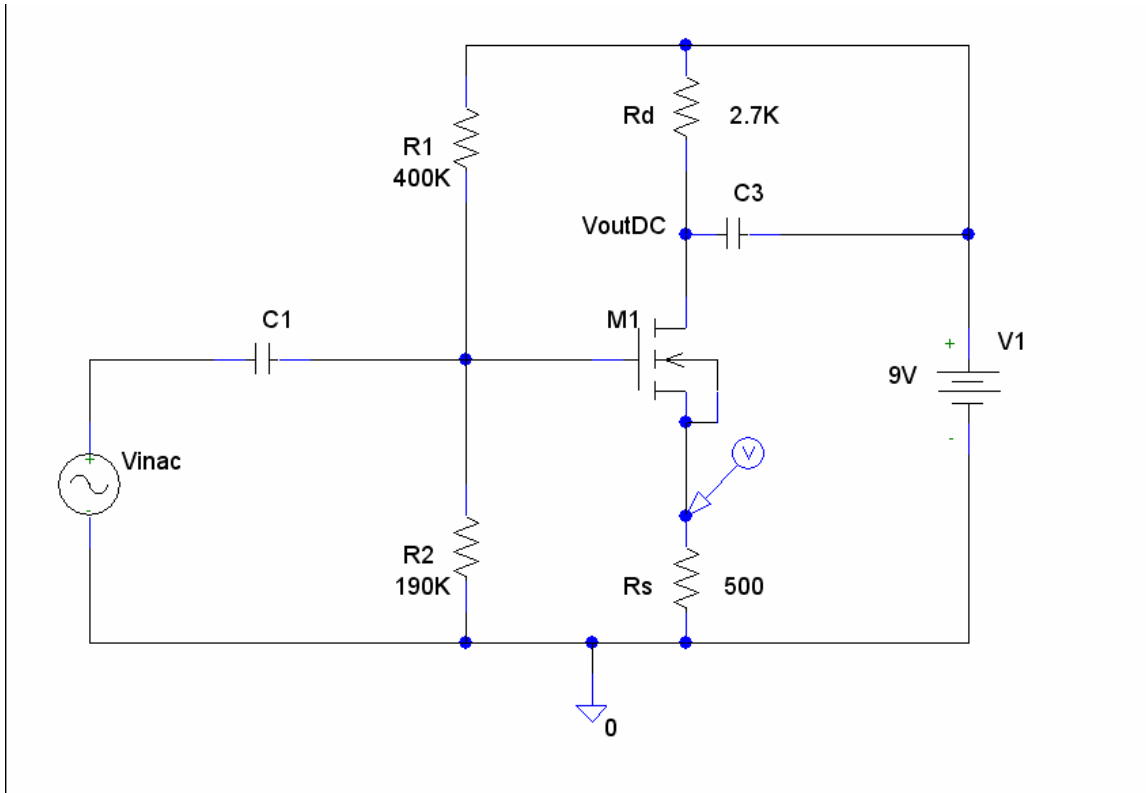 Rd 2.7K
R1
400K
C3
VoutDC
C1
M1
+ V1
9V
-
+
Vinac
-
V
R2
190K
Rs 500
0